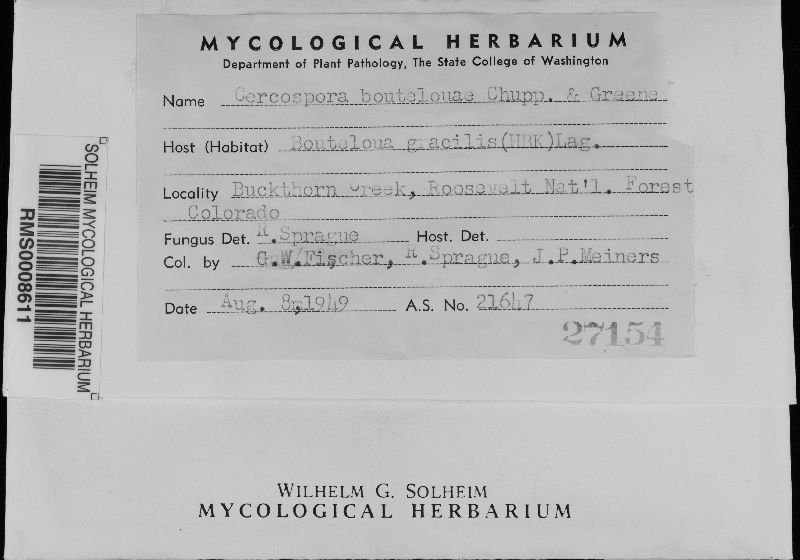 MYCOLOGICAL HERBARIUM
Department of Plant Pathology, The State College of Washington
Name Cercospora boutelouae Chupp. & Greene
Host (Habitat) Bouteloua gracilis(HBK)Lag.
Locality Buckthorn Creek, Roosevelt Nat'l. Forest
Colorado
Fungus Det. R.Sprague Host. Det.
Col. by G.W.Fischer, R.Sprague, J.P.Meiners
Date Aug. 8,1949 A.S. No. 21647
27154
SOLHEIM MYCOLOGICAL HERBARIUM
RMS0008611
WILHELM G. SOLHEIM
MYCOLOGICAL HERBARIUM